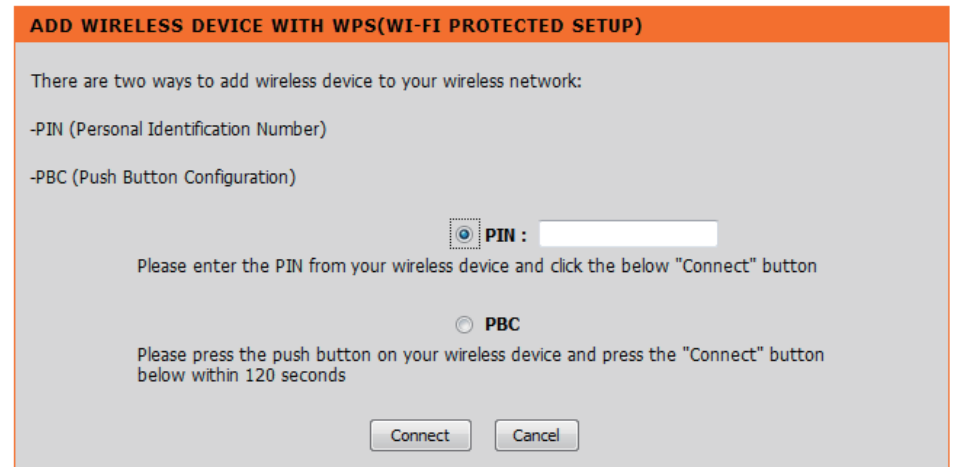 ADD WIRELESS DEVICE WITH WPS(WI-FI PROTECTED SETUP)
There are two ways to add wireless device to your wireless network:
-PIN (Personal Identification Number)
-PBC (Push Button Configuration)
PIN :
Please enter the PIN from your wireless device and click the below "Connect" button
PBC
Please press the push button on your wireless device and press the "Connect" button
below within 120 seconds
Connect Cancel